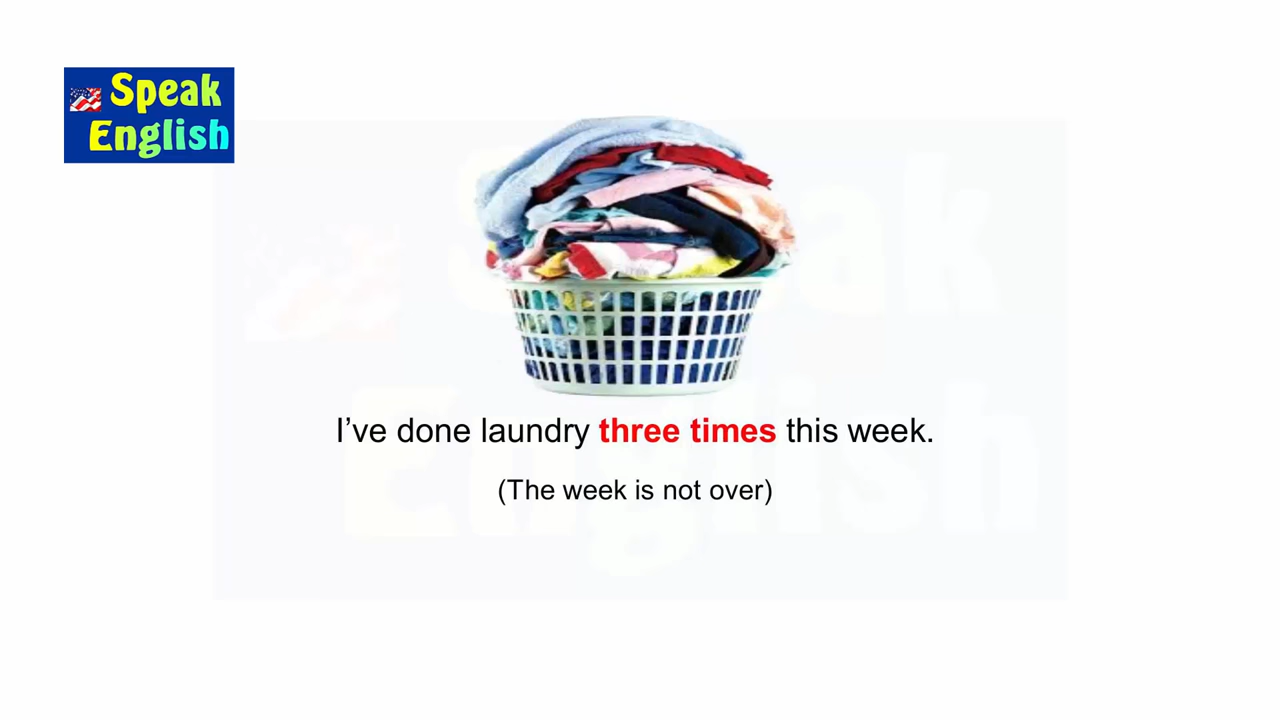 Speak
English
I've done laundry three times this week.
(The week is not over)